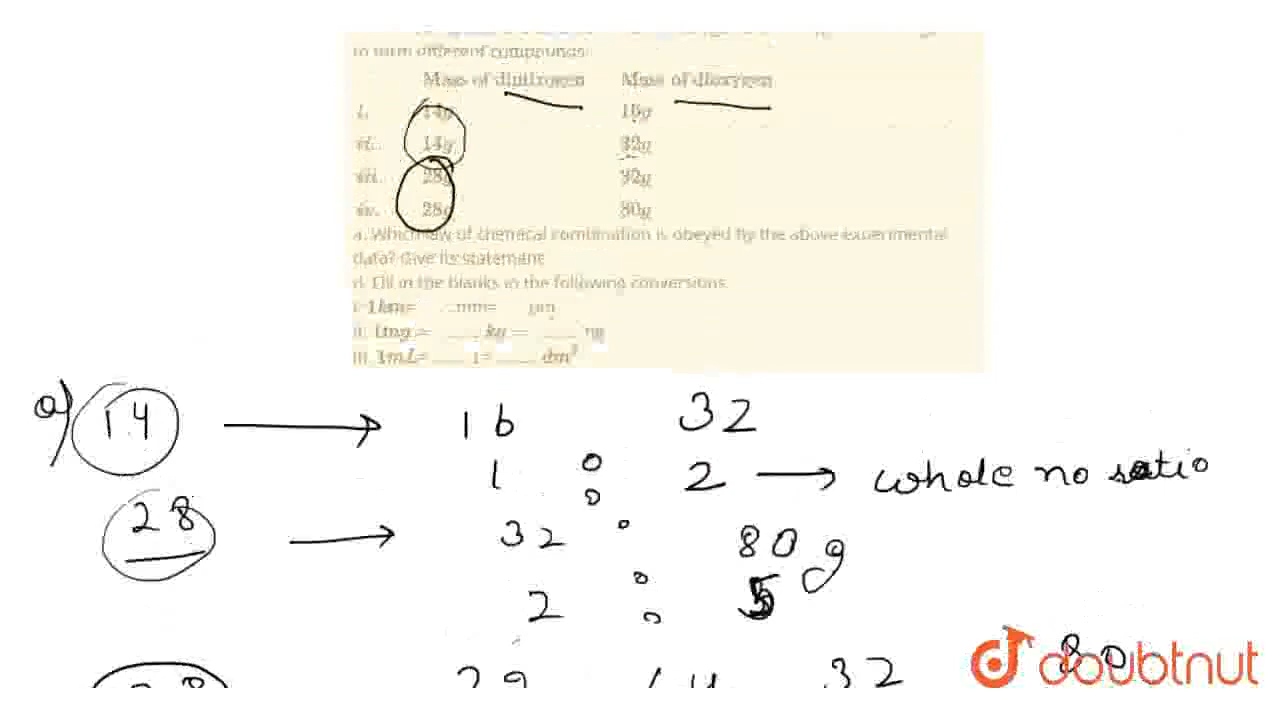 to form different compounds
Mass of dinitrogen Mass of dioxygen
i. 14g 16g
ii. 14g 32g
iii. 28g 32g
iv. 28g 80g
a. Which law of chemical combination is obeyed by the above experimental
data? Give its statement
d. Fill in the blanks in the following conversions
i. 1km= ...... mm= ...... pm
ii. 1mg = ...... kg = ...... ng
iii. 1mL= ...... L= ...... dm³
a) 14 → 16 32
1 : 2 → whole no ratio
28 → 32 : 80 g
2 : 5
28 32 80
doubtnut